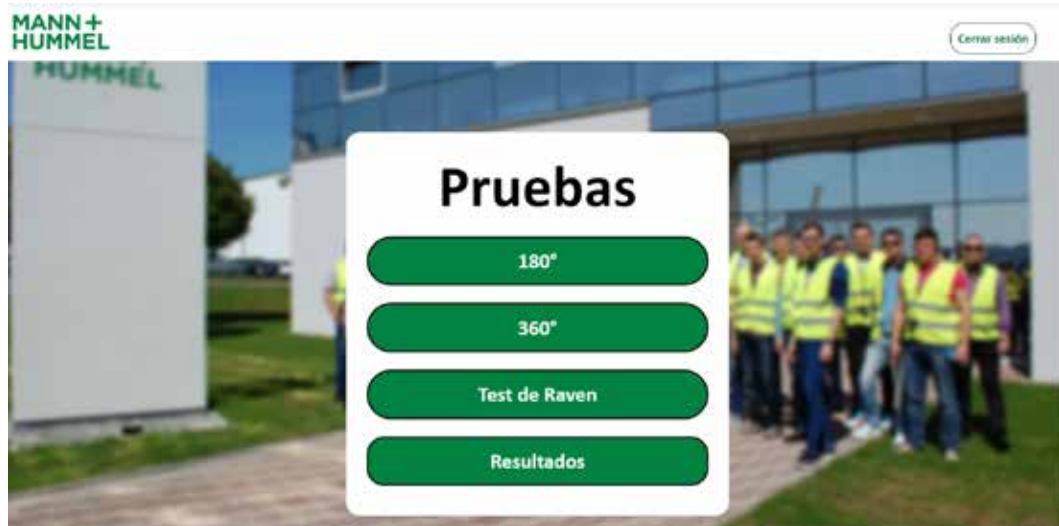 MANN+
HUMMEL
Cerrar sesión
HUMMEL
Pruebas
180°
360°
Test de Raven
Resultados